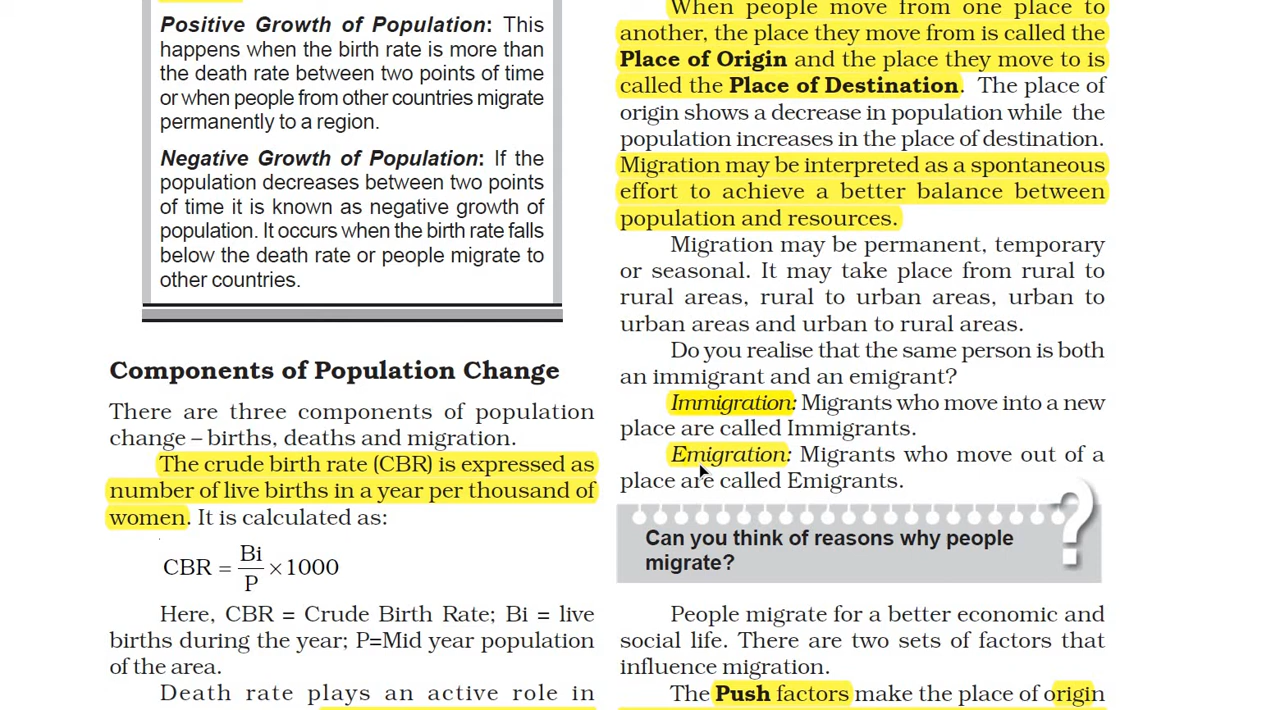 Positive Growth of Population: This
happens when the birth rate is more than
the death rate between two points of time
or when people from other countries migrate
permanently to a region.
Negative Growth of Population: If the
population decreases between two points
of time it is known as negative growth of
population. It occurs when the birth rate falls
below the death rate or people migrate to
other countries.
Components of Population Change
There are three components of population
change – births, deaths and migration.
The crude birth rate (CBR) is expressed as
number of live births in a year per thousand of
women. It is calculated as:
CBR = Bi/P ×1000
Here, CBR = Crude Birth Rate; Bi = live
births during the year; P=Mid year population
of the area.
Death rate plays an active role in
When people move from one place to
another, the place they move from is called the
Place of Origin and the place they move to is
called the Place of Destination. The place of
origin shows a decrease in population while the
population increases in the place of destination.
Migration may be interpreted as a spontaneous
effort to achieve a better balance between
population and resources.
Migration may be permanent, temporary
or seasonal. It may take place from rural to
rural areas, rural to urban areas, urban to
urban areas and urban to rural areas.
Do you realise that the same person is both
an immigrant and an emigrant?
Immigration: Migrants who move into a new
place are called Immigrants.
Emigration: Migrants who move out of a
place are called Emigrants.
Can you think of reasons why people
migrate?
?
People migrate for a better economic and
social life. There are two sets of factors that
influence migration.
The Push factors make the place of origin